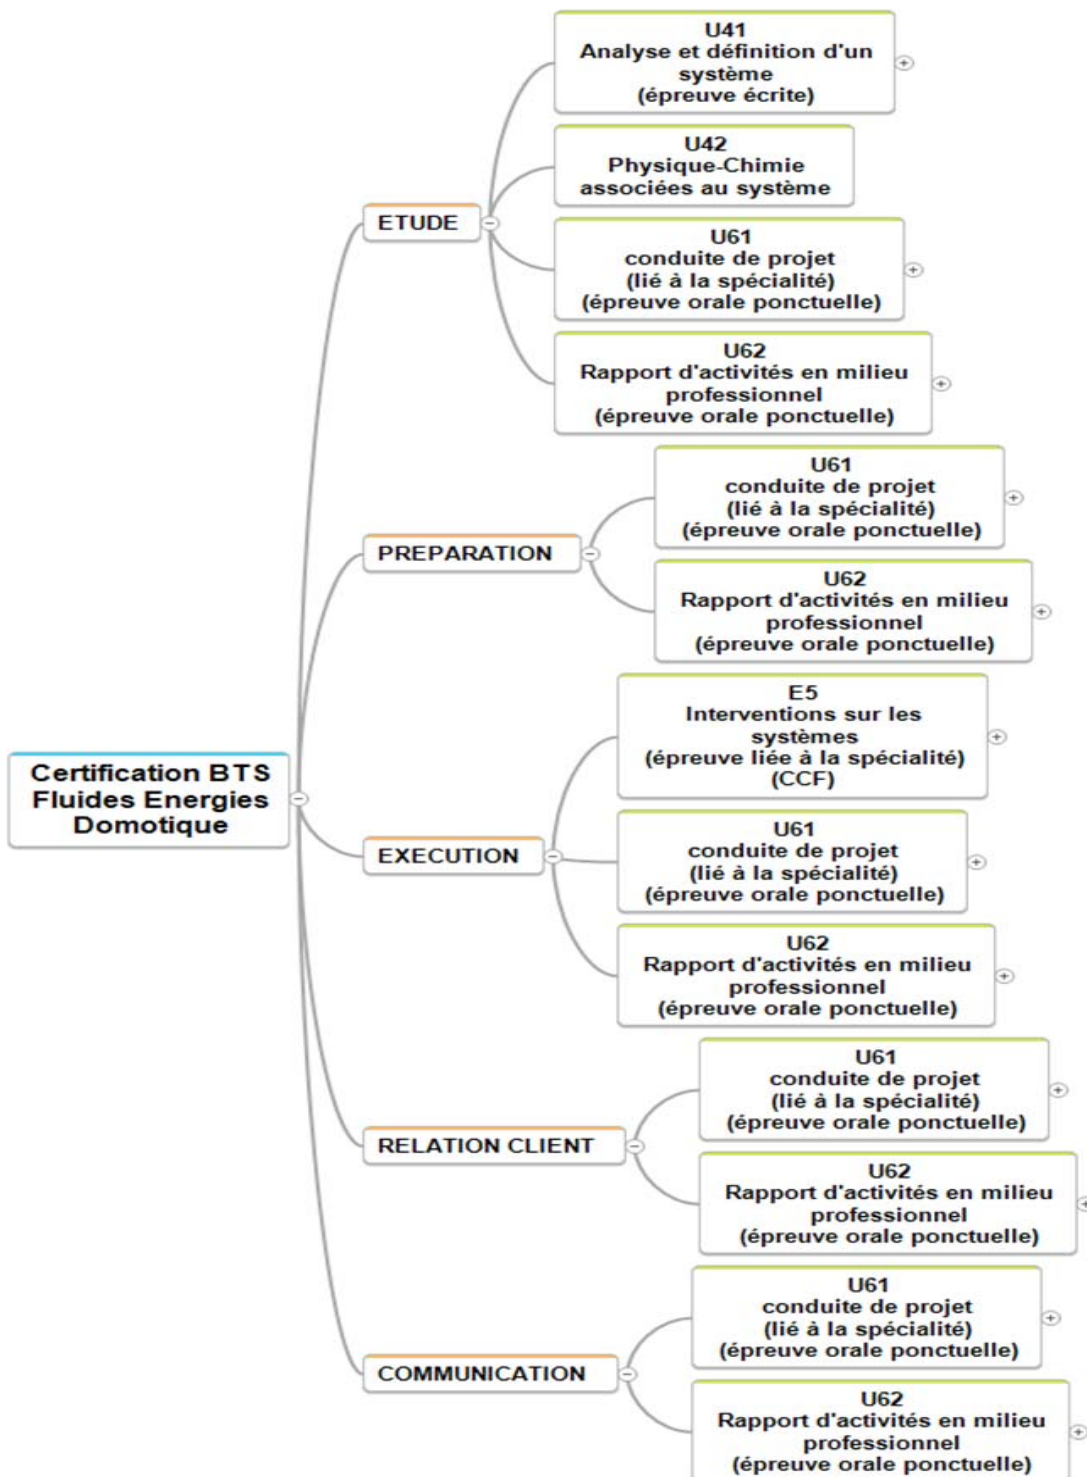 Certification BTS
Fluides Energies
Domotique
ETUDE
U41
Analyse et définition d'un
système
(épreuve écrite)
U42
Physique-Chimie
associées au système
U61
conduite de projet
(lié à la spécialité)
(épreuve orale ponctuelle)
U62
Rapport d'activités en milieu
professionnel
(épreuve orale ponctuelle)
PREPARATION
U61
conduite de projet
(lié à la spécialité)
(épreuve orale ponctuelle)
U62
Rapport d'activités en milieu
professionnel
(épreuve orale ponctuelle)
EXECUTION
E5
Interventions sur les
systèmes
(épreuve liée à la spécialité)
(CCF)
U61
conduite de projet
(lié à la spécialité)
(épreuve orale ponctuelle)
U62
Rapport d'activités en milieu
professionnel
(épreuve orale ponctuelle)
RELATION CLIENT
U61
conduite de projet
(lié à la spécialité)
(épreuve orale ponctuelle)
U62
Rapport d'activités en milieu
professionnel
(épreuve orale ponctuelle)
COMMUNICATION
U61
conduite de projet
(lié à la spécialité)
(épreuve orale ponctuelle)
U62
Rapport d'activités en milieu
professionnel
(épreuve orale ponctuelle)